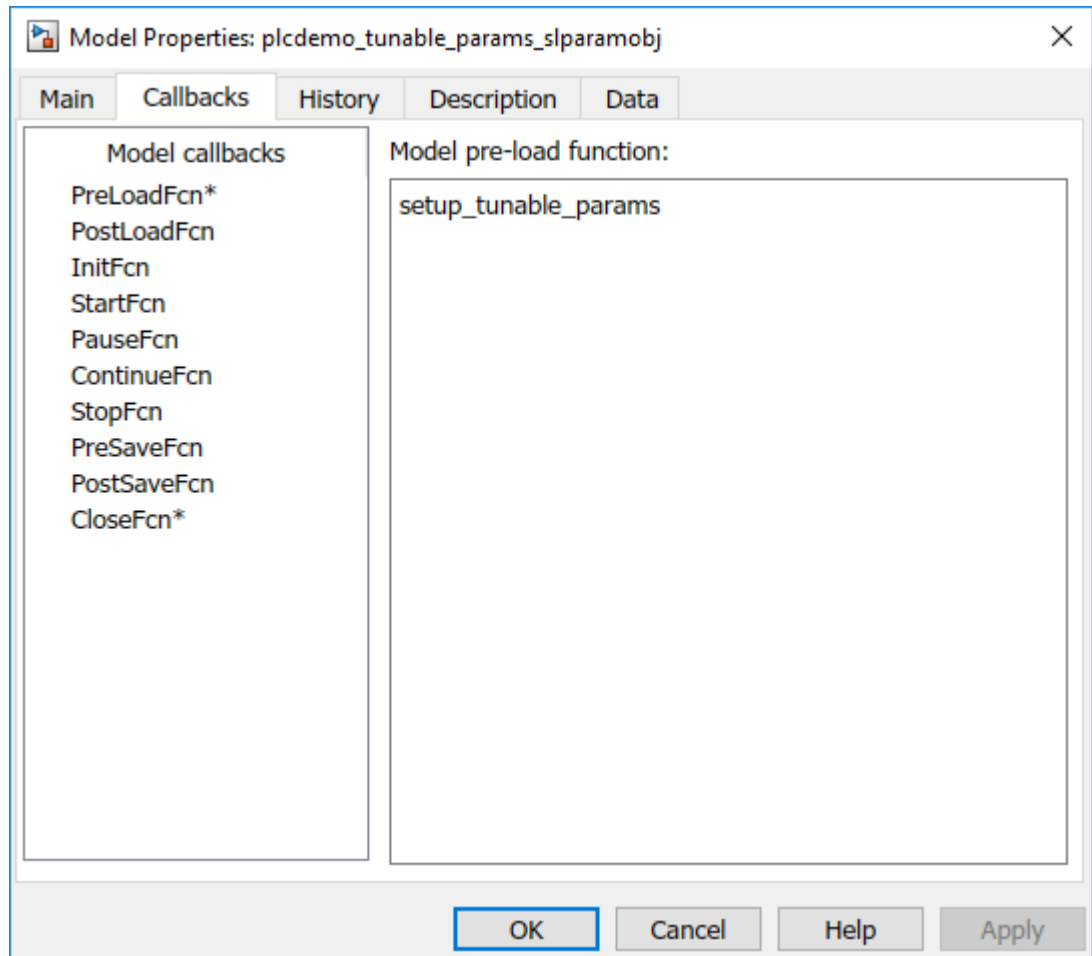 Model Properties: plcdemo_tunable_params_slparamobj
Main Callbacks History Description Data
Model callbacks
PreLoadFcn*
PostLoadFcn
InitFcn
StartFcn
PauseFcn
ContinueFcn
StopFcn
PreSaveFcn
PostSaveFcn
CloseFcn*
Model pre-load function:
setup_tunable_params
OK Cancel Help Apply